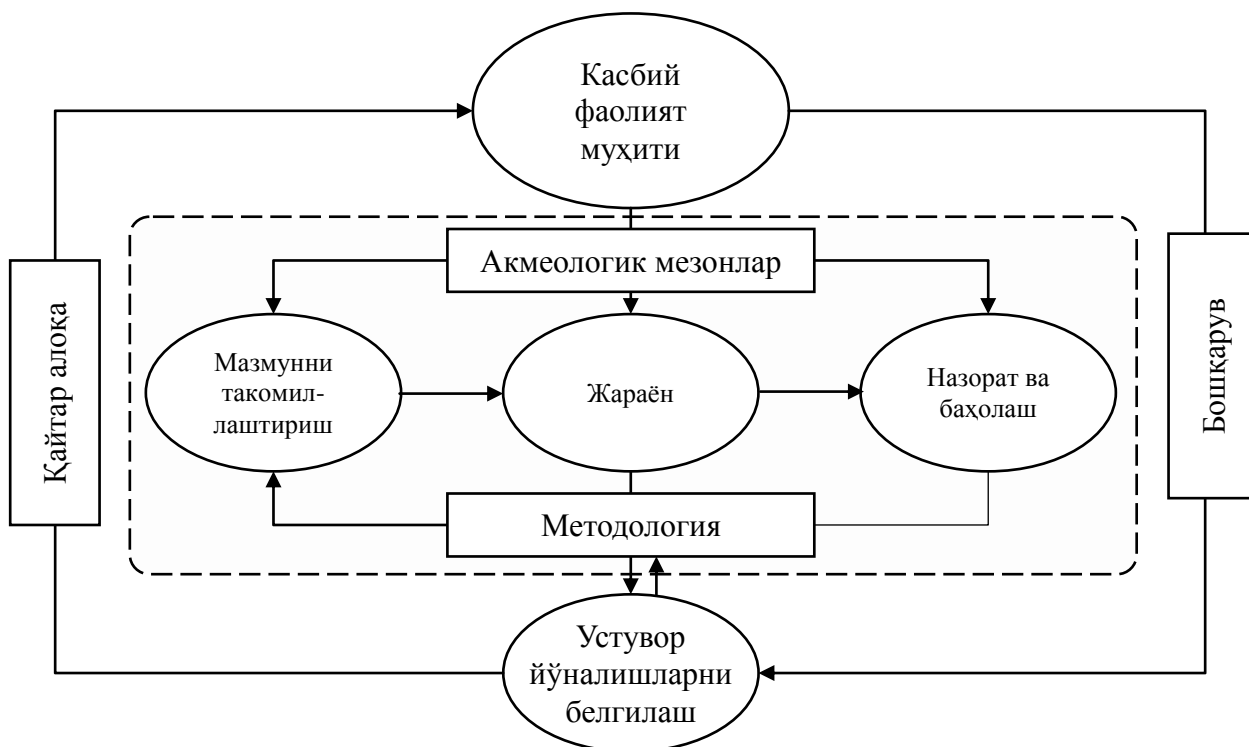 Касбий
фаолият
муҳити
Акмеологик мезонлар
Қайтар алоқа
Бошқарув
Мазмунни
такомил-
лаштириш
Жараён
Назорат ва
баҳолаш
Методология
Устувор
йўналишларни
белгилаш